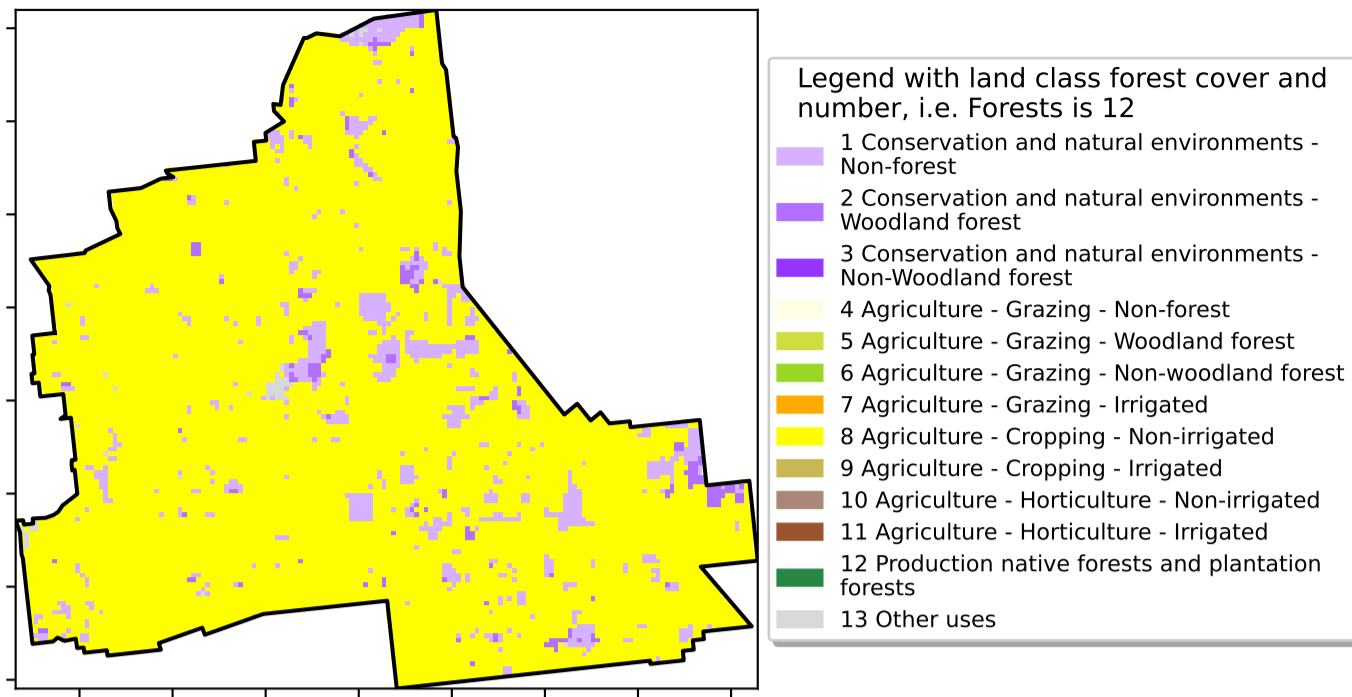 Legend with land class forest cover and
number, i.e. Forests is 12
1 Conservation and natural environments -
Non-forest
2 Conservation and natural environments -
Woodland forest
3 Conservation and natural environments -
Non-Woodland forest
4 Agriculture - Grazing - Non-forest
5 Agriculture - Grazing - Woodland forest
6 Agriculture - Grazing - Non-woodland forest
7 Agriculture - Grazing - Irrigated
8 Agriculture - Cropping - Non-irrigated
9 Agriculture - Cropping - Irrigated
10 Agriculture - Horticulture - Non-irrigated
11 Agriculture - Horticulture - Irrigated
12 Production native forests and plantation
forests
13 Other uses